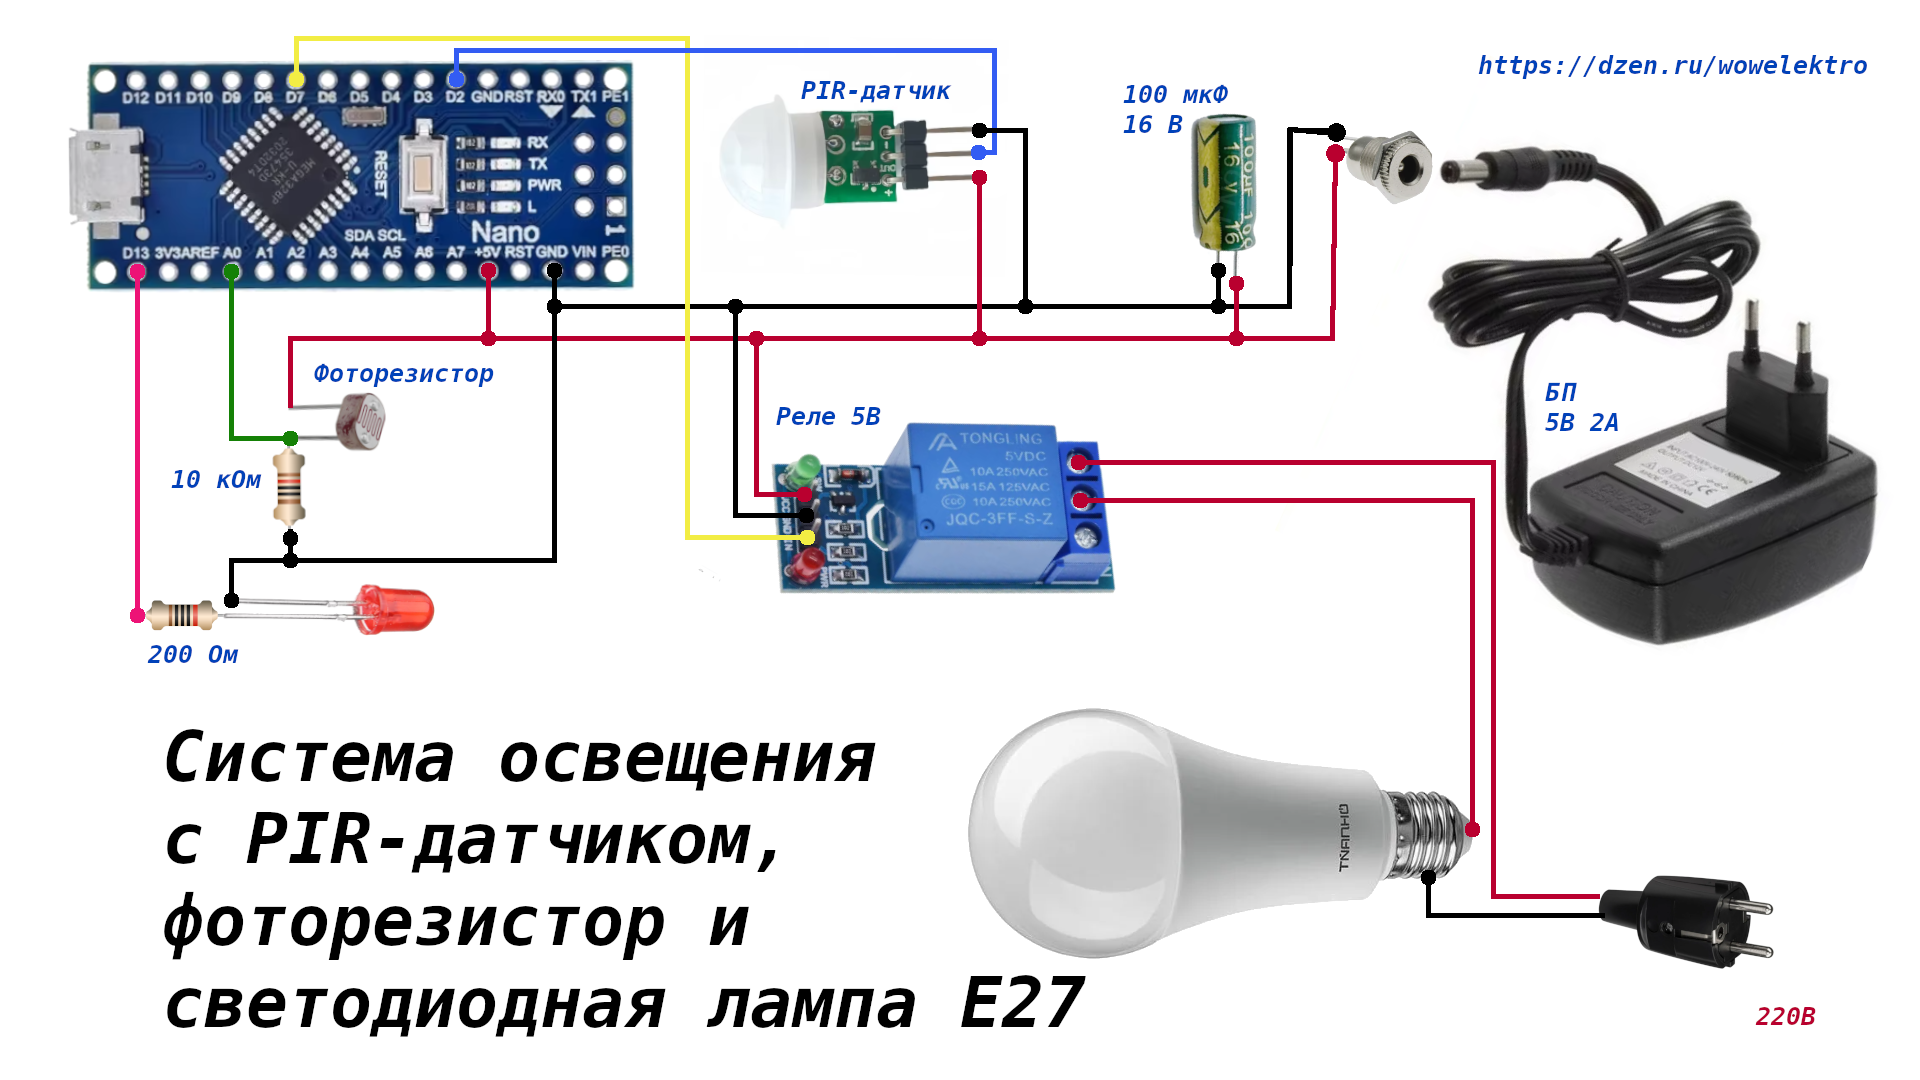 https://dzen.ru/wowelektro
PIR-датчик
100 мкФ
16 В
D12 D11 D10 D9 D8 D7 D6 D5 D4 D3 D2 GND RST RX0 TX1 PE1
RESET
RX
TX
PWR
L
SDA SCL
Nano
1
D13 3V3 AREF A0 A1 A2 A3 A4 A5 A6 A7 +5V RST GND VIN PE0
100µF
16 V
Фоторезистор
10 кОм
200 Ом
Реле 5В
TONGLING
5VDC
10A 250VAC
15A 125VAC
10A 250VAC
JQC-3FF-S-Z
БП
5В 2А
Система освещения
с PIR-датчиком,
фоторезистор и
светодиодная лампа E27
220В